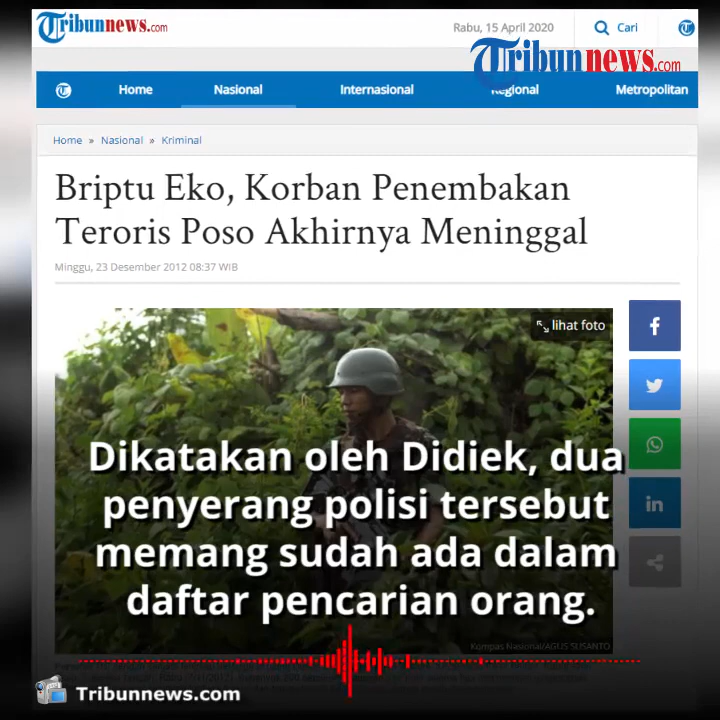 Tribunnews.com
Rabu, 15 April 2020
Cari
Tribunnews.com
Home
Nasional
Internasional
Regional
Metropolitan
Home » Nasional » Kriminal
Briptu Eko, Korban Penembakan
Teroris Poso Akhirnya Meninggal
Minggu, 23 Desember 2012 08:37 WIB
lihat foto
Dikatakan oleh Didiek, dua
penyerang polisi tersebut
memang sudah ada dalam
daftar pencarian orang.
Kompas Nasional/AGUS SUSANTO
Tribunnews.com